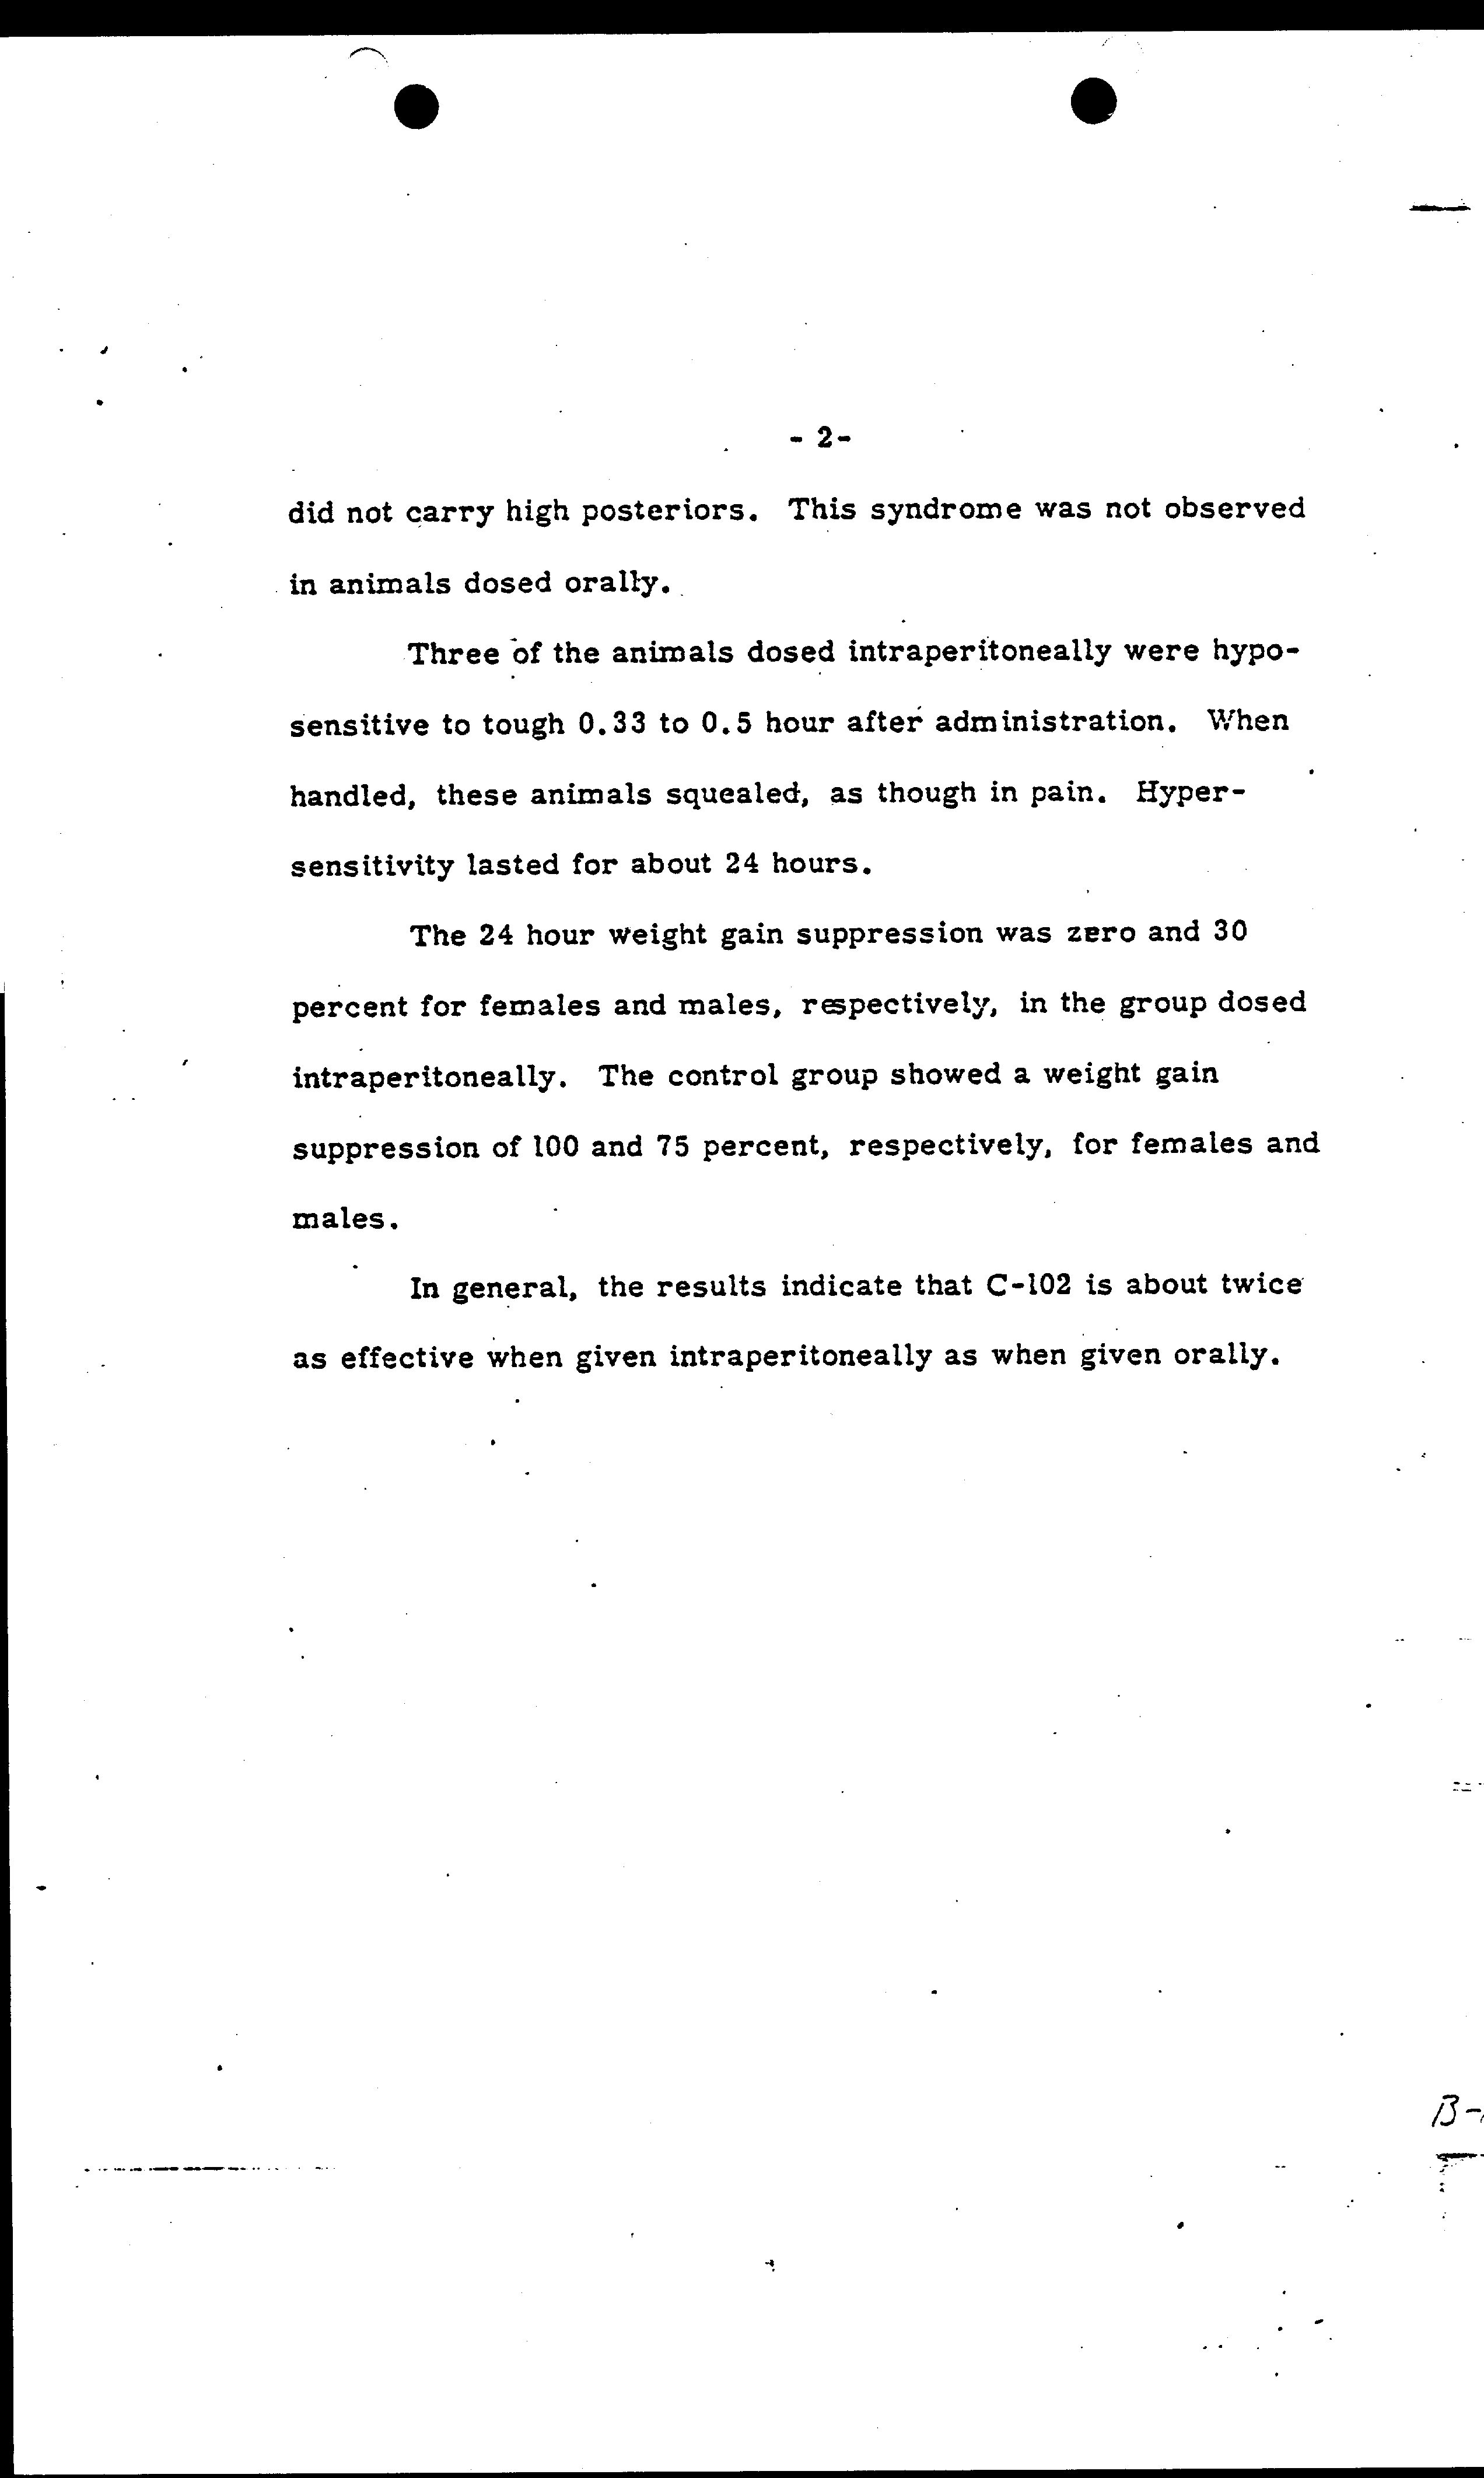 - 2-
did not carry high posteriors. This syndrome was not observed
in animals dosed orally.
Three of the animals dosed intraperitoneally were hypo-
sensitive to tough 0.33 to 0.5 hour after administration. When
handled, these animals squealed, as though in pain. Hyper-
sensitivity lasted for about 24 hours.
The 24 hour weight gain suppression was zero and 30
percent for females and males, respectively, in the group dosed
intraperitoneally. The control group showed a weight gain
suppression of 100 and 75 percent, respectively, for females and
males.
In general, the results indicate that C-102 is about twice
as effective when given intraperitoneally as when given orally.
B-